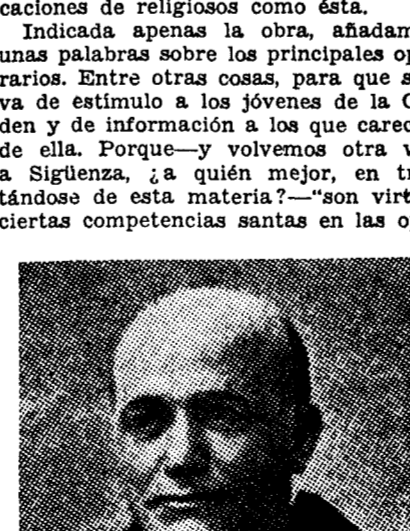 caciones de religiosos como ésta.
Indicada apenas la obra, añadam
unas palabras sobre los principales op
rarios. Entre otras cosas, para que s
va de estímulo a los jóvenes de la O
den y de información a los que carec
de ella. Porque—y volvemos otra v
a Sigüenza, ¿a quién mejor, en tr
tándose de esta materia?—“son virt
ciertas competencias santas en las o